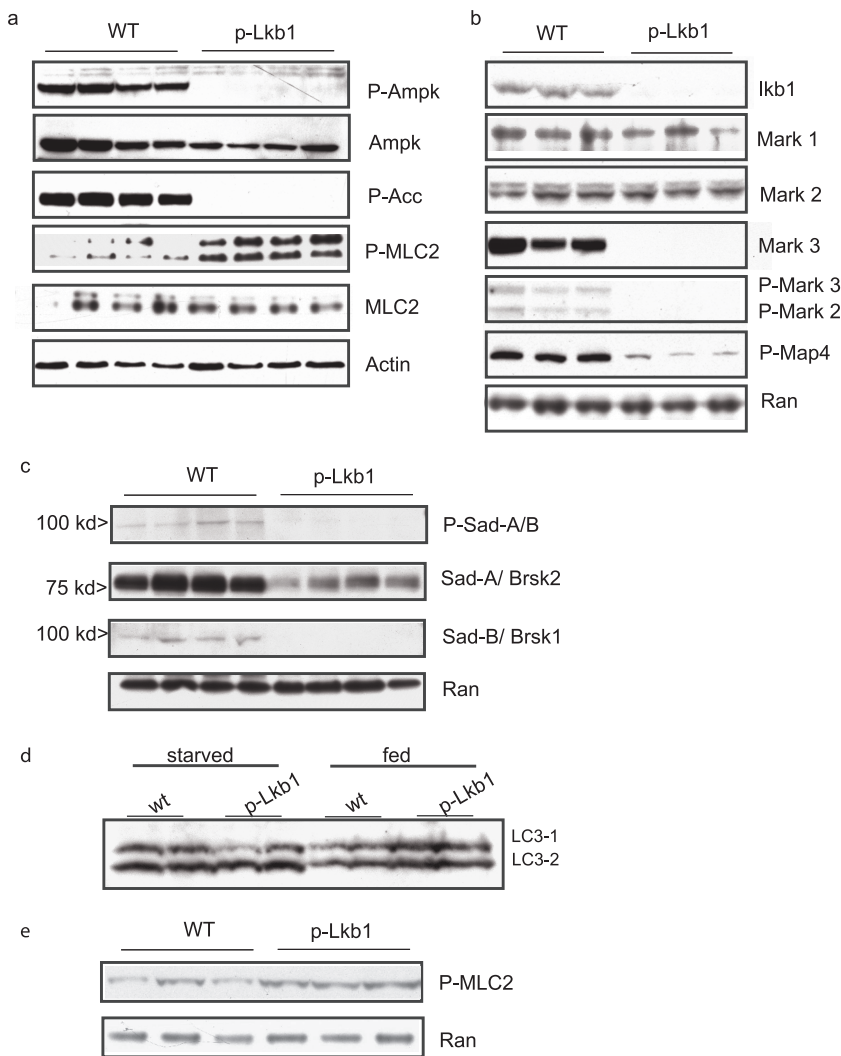 a
WT p-Lkb1
P-Ampk
Ampk
P-Acc
P-MLC2
MLC2
Actin
b
WT p-Lkb1
lkb1
Mark 1
Mark 2
Mark 3
P-Mark 3
P-Mark 2
P-Map4
Ran
c
WT p-Lkb1
100 kd> P-Sad-A/B
75 kd> Sad-A/ Brsk2
100 kd> Sad-B/ Brsk1
Ran
d
starved fed
wt p-Lkb1 wt p-Lkb1
LC3-1
LC3-2
e
WT p-Lkb1
P-MLC2
Ran